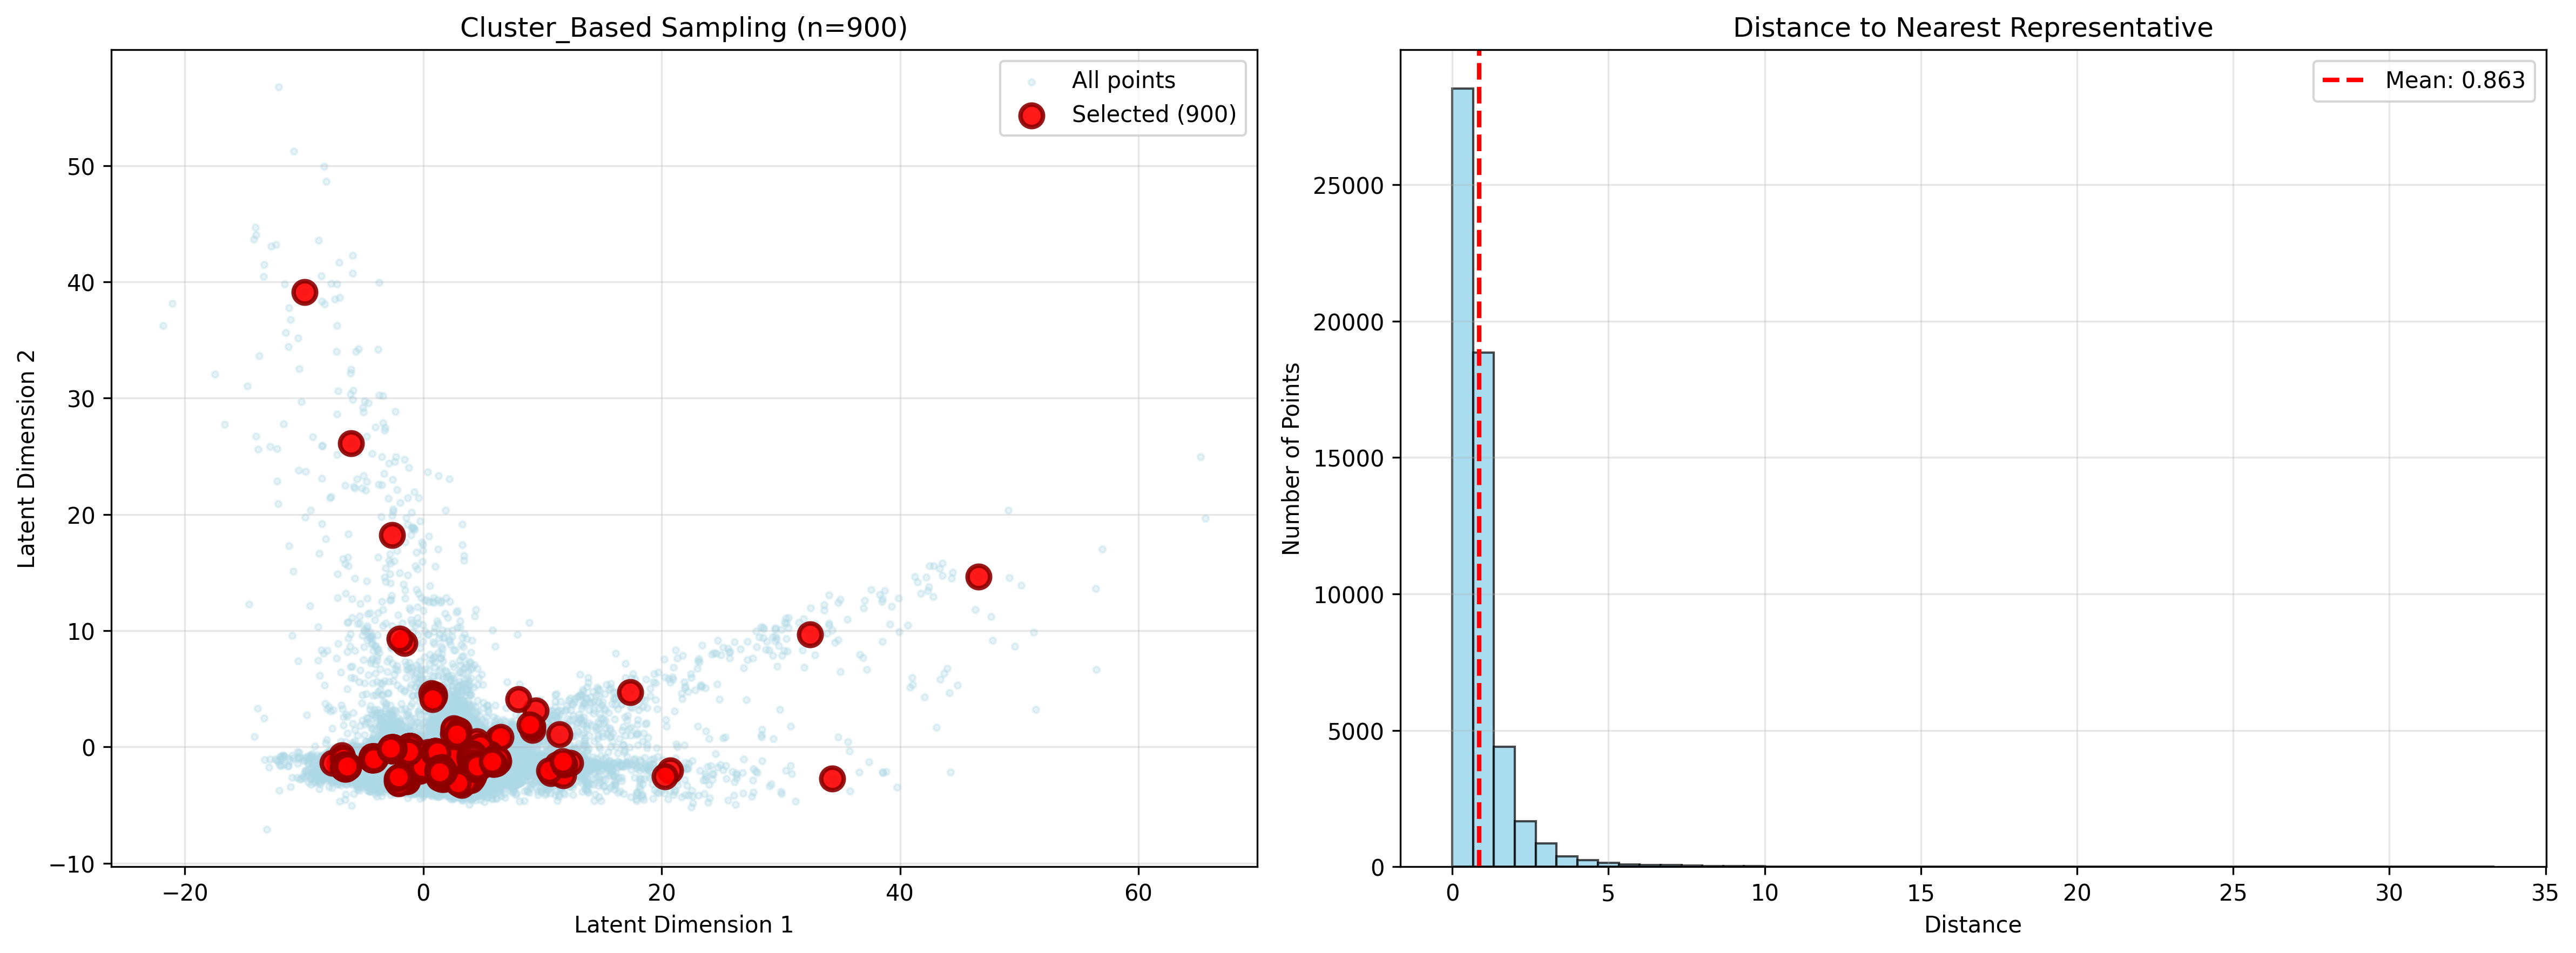 Cluster_Based Sampling (n=900)
All points
Selected (900)
50
40
30
20
10
0
−10
Latent Dimension 2
−20
0
20
40
60
Latent Dimension 1
Distance to Nearest Representative
Mean: 0.863
25000
20000
15000
10000
5000
0
Number of Points
0
5
10
15
20
25
30
35
Distance